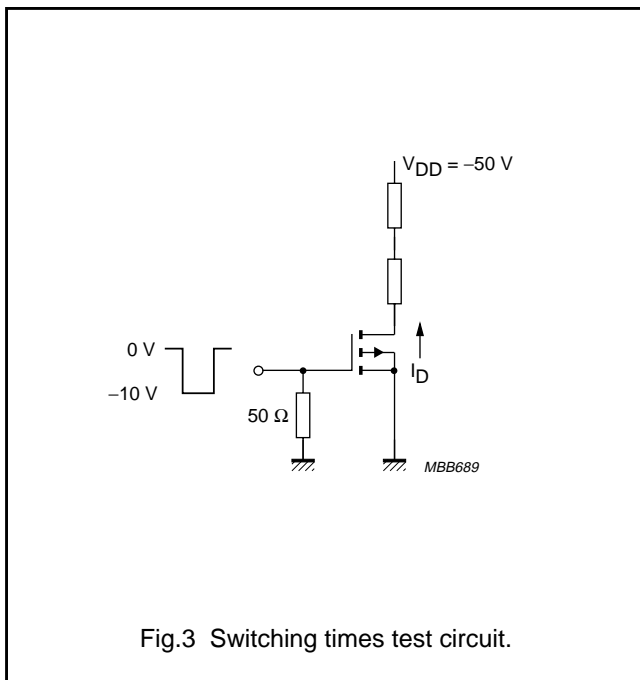 V_DD = −50 V
0 V
−10 V
I_D
50 Ω
MBB689
Fig.3 Switching times test circuit.